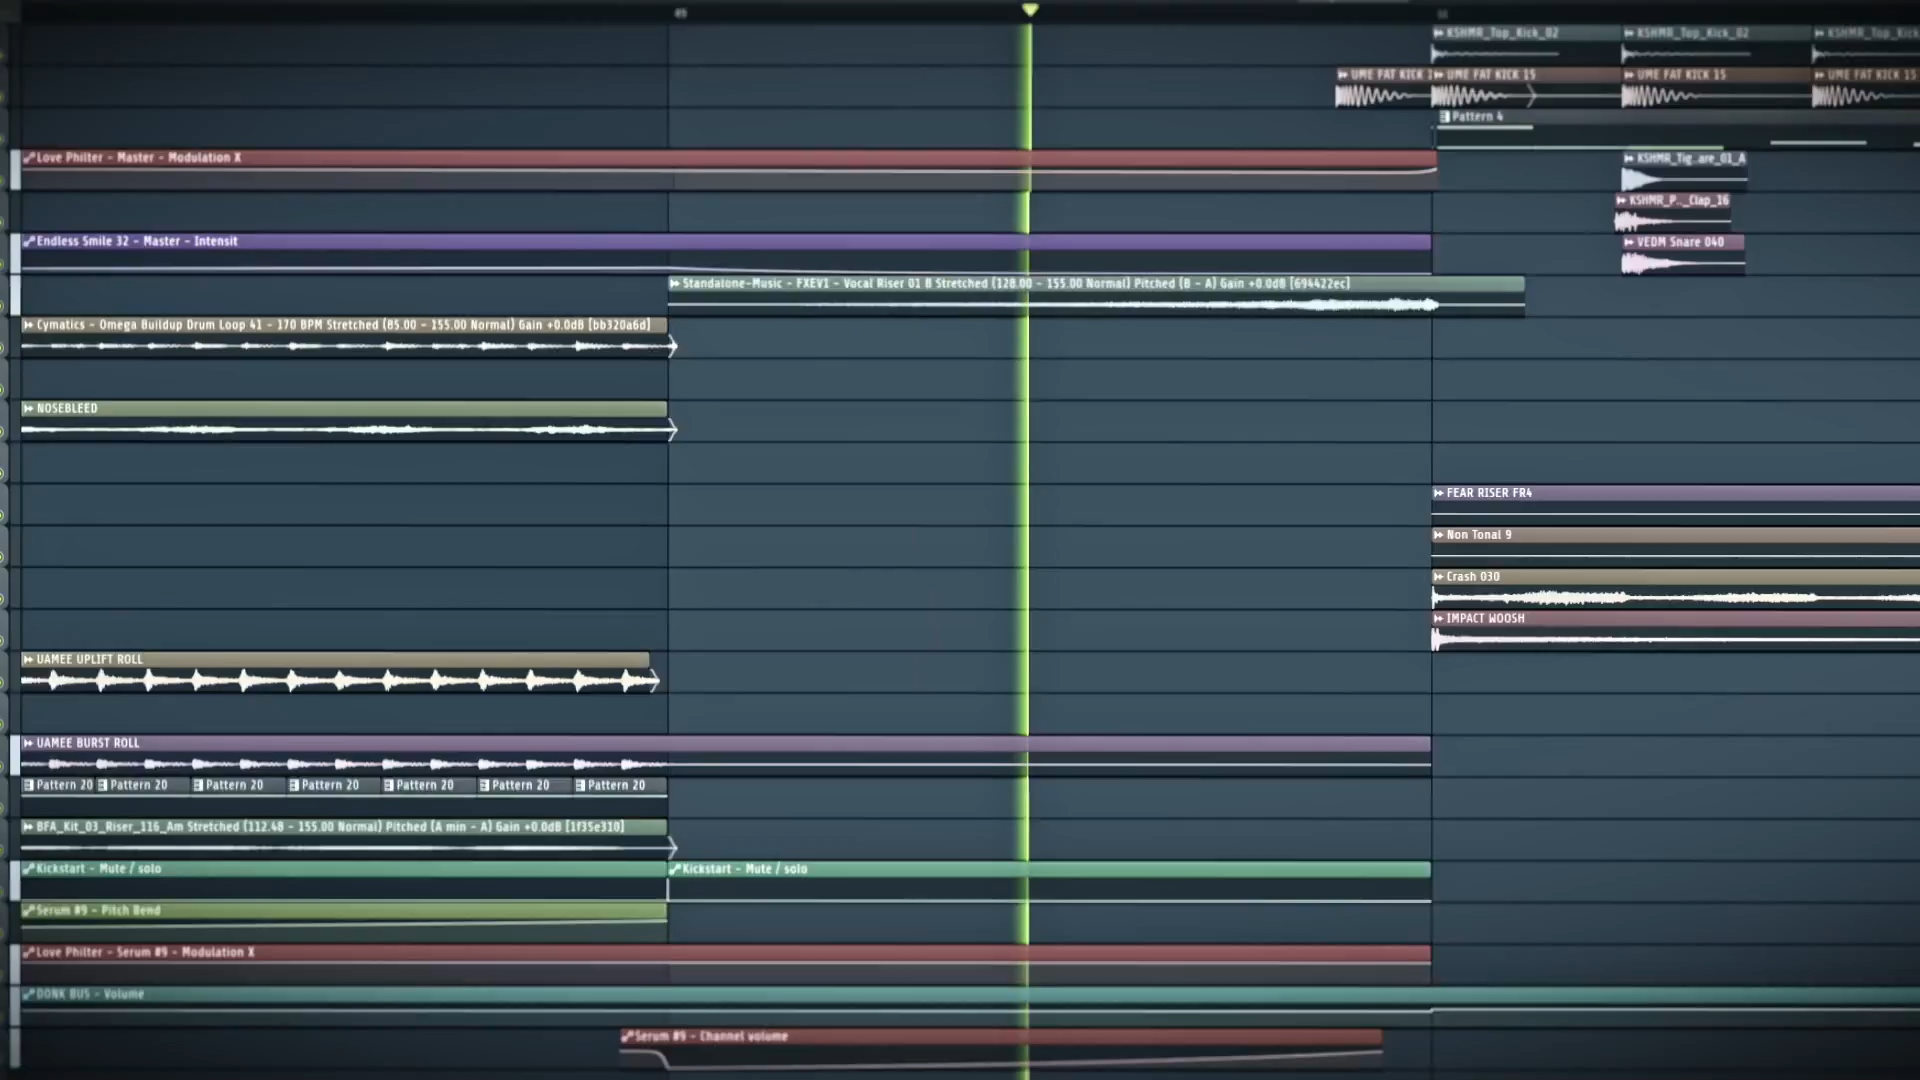 49
KSHMR_Top_Kick_02 KSHMR_Top_Kick_02 KSHMR_Top_Kick
UME FAT KICK 1 UME FAT KICK 15 UME FAT KICK 15 UME FAT KICK 15
Pattern 4
Love Philter - Master - Modulation X KSHMR_Tig..are_01_A
KSHMR_P.._Clap_16
Endless Smile 32 - Master - Intensit VEDM Snare 040
Standalone-Music - FXEV1 - Vocal Riser 01 B Stretched (128.00 - 155.00 Normal) Pitched (B - A) Gain +0.0dB [694422ec]
Cymatics - Omega Buildup Drum Loop 41 - 170 BPM Stretched (85.00 - 155.00 Normal) Gain +0.0dB [bb320a6d]
NOSEBLEED
FEAR RISER FR4
Non Tonal 9
Crash 030
IMPACT WOOSH
UAMEE UPLIFT ROLL
UAMEE BURST ROLL
Pattern 20 Pattern 20 Pattern 20 Pattern 20 Pattern 20 Pattern 20 Pattern 20
BFA_Kit_03_Riser_116_Am Stretched (112.48 - 155.00 Normal) Pitched (A min - A) Gain +0.0dB [1f35e310]
Kickstart - Mute / solo Kickstart - Mute / solo
Serum #9 - Pitch Bend
Love Philter - Serum #9 - Modulation X
DONK BUS - Volume
Serum #9 - Channel volume